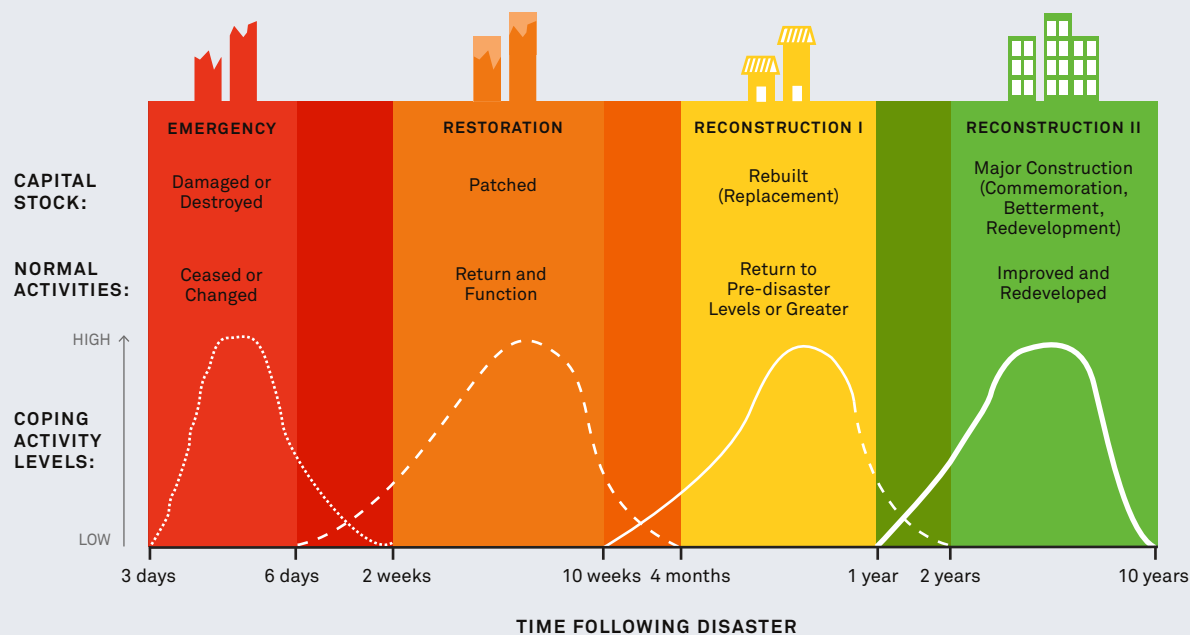 EMERGENCY
RESTORATION
RECONSTRUCTION I
RECONSTRUCTION II
CAPITAL
STOCK:
Damaged or
Destroyed
Patched
Rebuilt
(Replacement)
Major Construction
(Commemoration,
Betterment,
Redevelopment)
NORMAL
ACTIVITIES:
Ceased or
Changed
Return and
Function
Return to
Pre-disaster
Levels or Greater
Improved and
Redeveloped
HIGH
COPING
ACTIVITY
LEVELS:
LOW
3 days
6 days
2 weeks
10 weeks
4 months
1 year
2 years
10 years
TIME FOLLOWING DISASTER